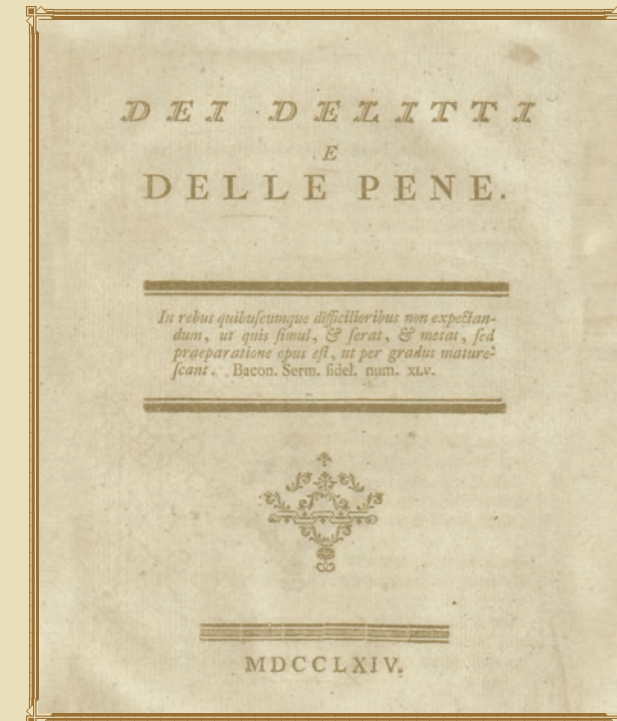 DEI DELITTI
E
DELLE PENE.
In rebus quibuſcumque difficilioribus non expectan-
dum, ut quis ſimul, & ſerat, & metat, ſed
praeparatione opus eſt, ut per gradus mature-
ſcant. Bacon. Serm. fidel. num. XLV.
MDCCLXIV.